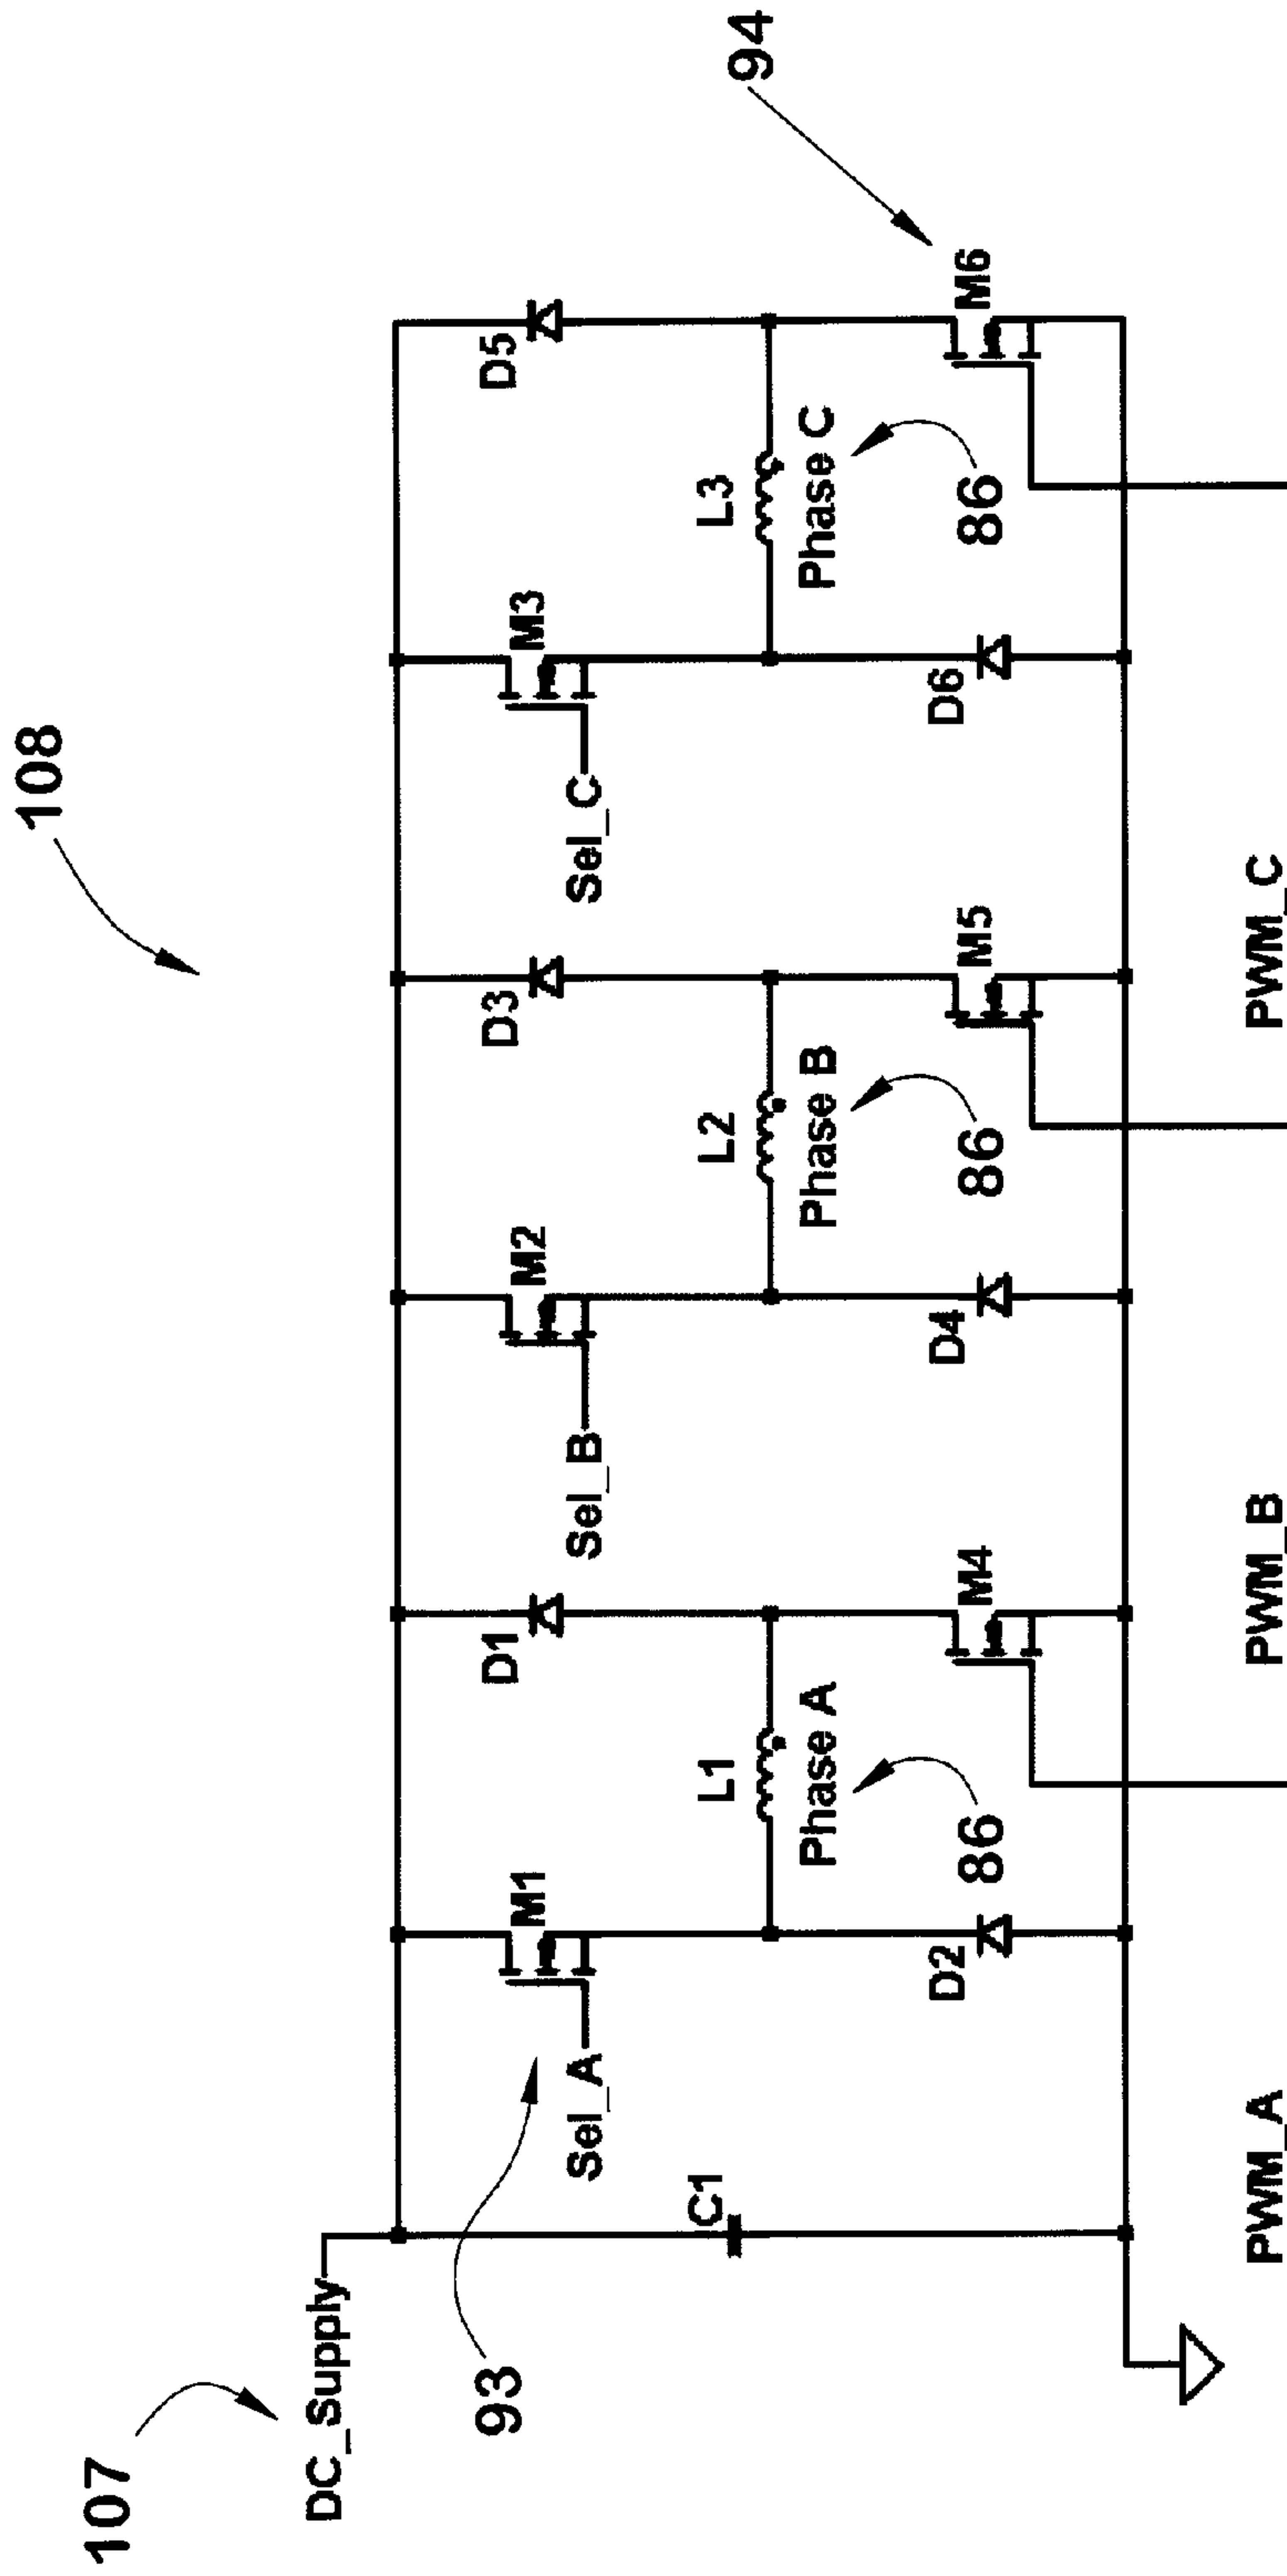 108
107
DC_Supply
94
D1
D3
D5
M1
M2
M3
Sel_A
Sel_B
Sel_C
93
C1
L1
L2
L3
Phase A
Phase B
Phase C
86
86
86
D2
D4
D6
M4
M5
M6
PWM_A
PWM_B
PWM_C